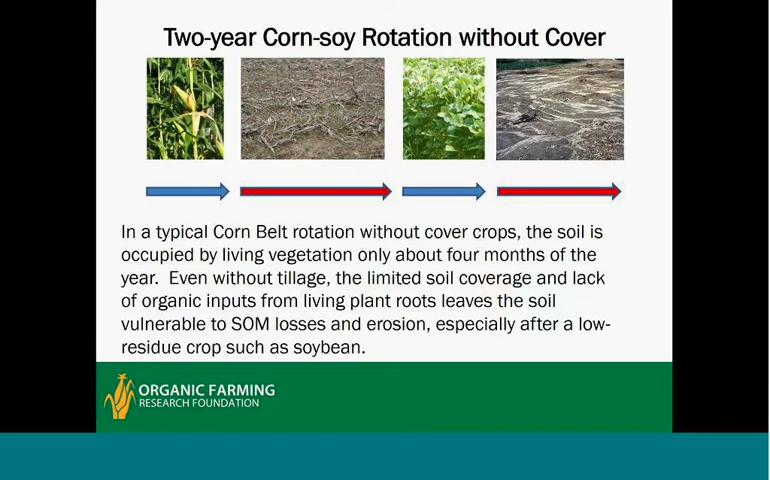 Two-year Corn-soy Rotation without Cover
In a typical Corn Belt rotation without cover crops, the soil is
occupied by living vegetation only about four months of the
year.  Even without tillage, the limited soil coverage and lack
of organic inputs from living plant roots leaves the soil
vulnerable to SOM losses and erosion, especially after a low-
residue crop such as soybean.
ORGANIC FARMING
RESEARCH FOUNDATION